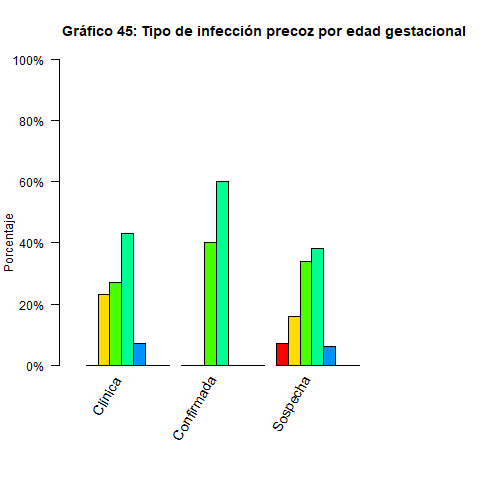 Gráfico 45: Tipo de infección precoz por edad gestacional
100%
80%
60%
40%
20%
0%
Porcentaje
Clínica
Confirmada
Sospecha